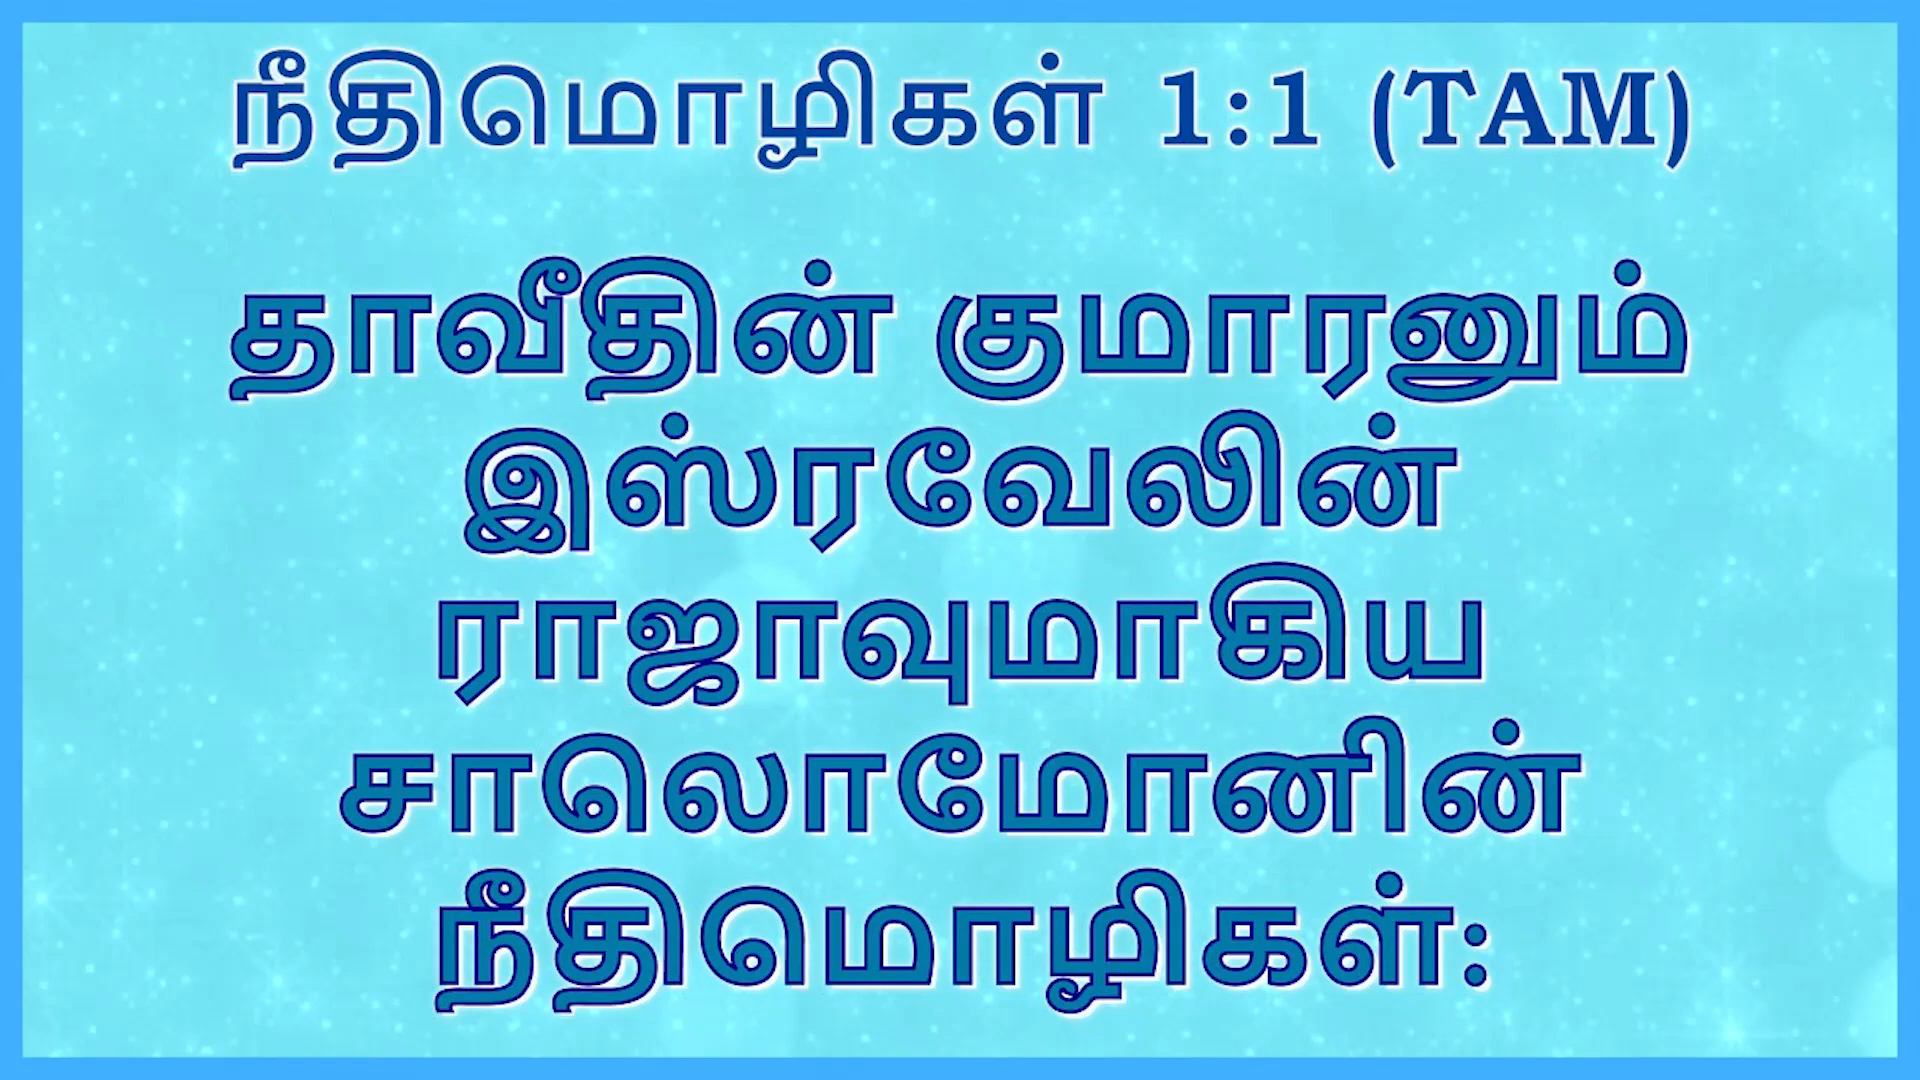 நீதிமொழிகள் 1:1 (TAM)
தாவீதின் குமாரனும்
இஸ்ரவேலின்
ராஜாவுமாகிய
சாலொமோனின்
நீதிமொழிகள்: